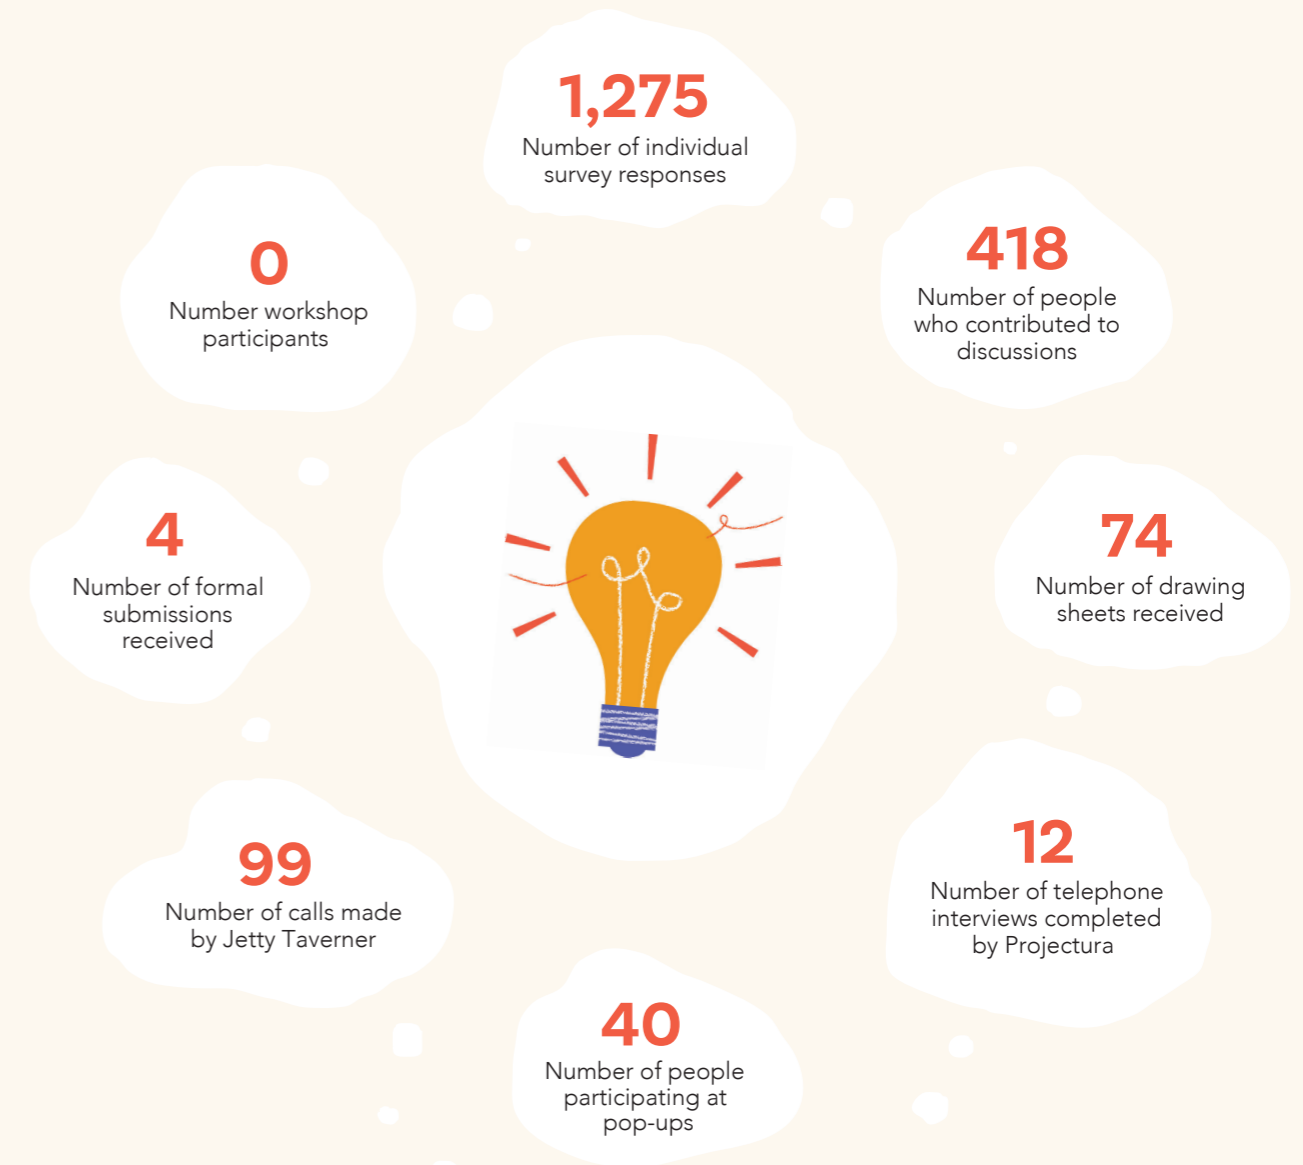 1,275
Number of individual
survey responses
418
Number of people
who contributed to
discussions
74
Number of drawing
sheets received
12
Number of telephone
interviews completed
by Projectura
40
Number of people
participating at
pop-ups
99
Number of calls made
by Jetty Taverner
4
Number of formal
submissions
received
0
Number workshop
participants